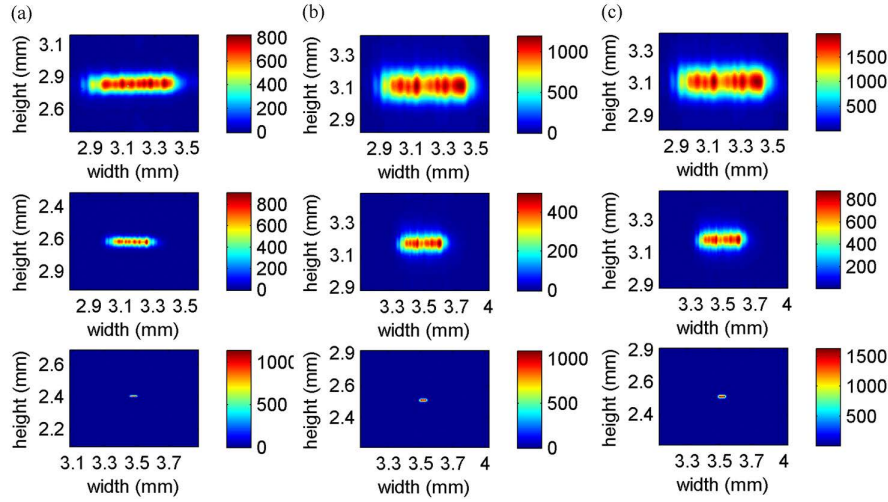 (a) (b) (c)
height (mm) 3.1 2.9 2.6 800 600 400 200 0
2.9 3.1 3.3 3.5
width (mm)
height (mm) 3.3 3.1 2.9 1000 500 0
2.9 3.1 3.3 3.5
width (mm)
height (mm) 3.3 3.1 2.9 1500 1000 500
2.9 3.1 3.3 3.5
width (mm)
height (mm) 2.4 2.6 2.9 800 600 400 200 0
2.9 3.1 3.3 3.5
width (mm)
height (mm) 3.3 3.1 2.9 400 200 0
3.3 3.5 3.7 4
width (mm)
height (mm) 3.3 3.1 2.9 800 600 400 200
3.3 3.5 3.7 4
width (mm)
height (mm) 2.6 2.4 2.2 1000 500 0
3.1 3.3 3.5 3.7
width (mm)
height (mm) 2.9 2.6 2.4 1000 500 0
3.3 3.5 3.7 4
width (mm)
height (mm) 2.9 2.6 2.4 1500 1000 500
3.3 3.5 3.7 4
width (mm)